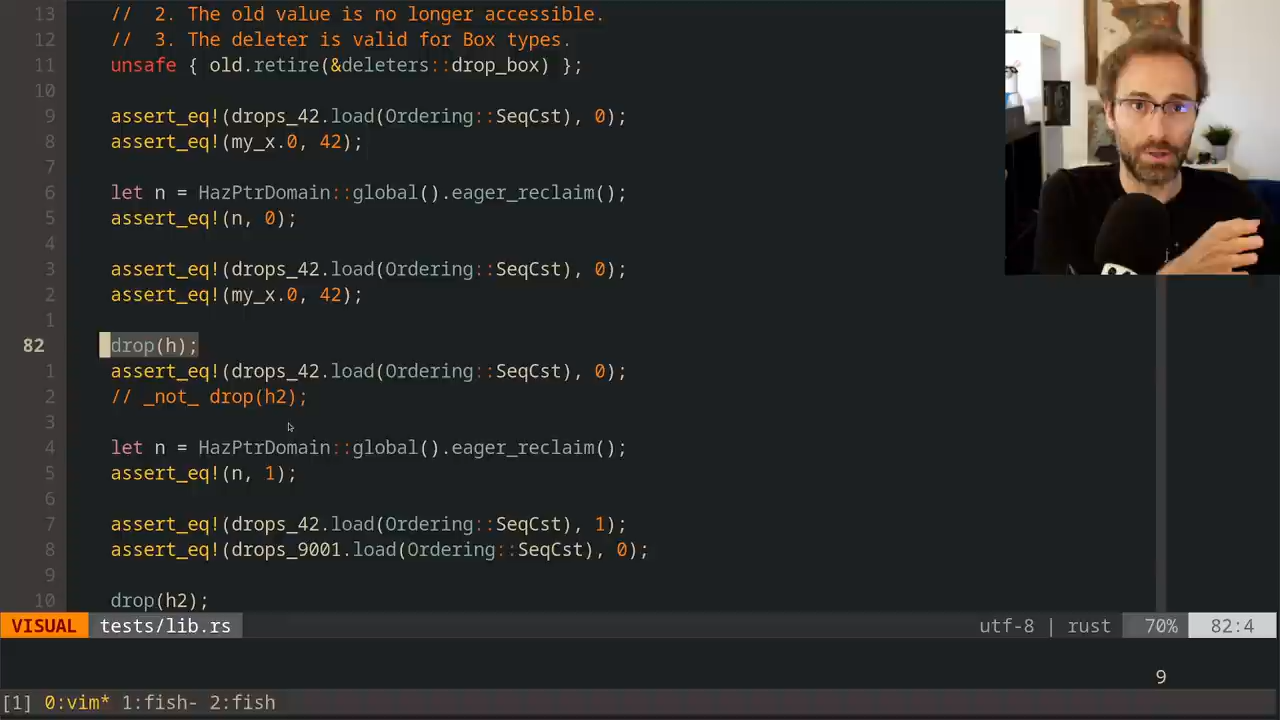 13 //  2. The old value is no longer accessible.
12 //  3. The deleter is valid for Box types.
11 unsafe { old.retire(&deleters::drop_box) };
10
9 assert_eq!(drops_42.load(Ordering::SeqCst), 0);
8 assert_eq!(my_x.0, 42);
7
6 let n = HazPtrDomain::global().eager_reclaim();
5 assert_eq!(n, 0);
4
3 assert_eq!(drops_42.load(Ordering::SeqCst), 0);
2 assert_eq!(my_x.0, 42);
1
82 drop(h);
1 assert_eq!(drops_42.load(Ordering::SeqCst), 0);
2 // _not_ drop(h2);
3
4 let n = HazPtrDomain::global().eager_reclaim();
5 assert_eq!(n, 1);
6
7 assert_eq!(drops_42.load(Ordering::SeqCst), 1);
8 assert_eq!(drops_9001.load(Ordering::SeqCst), 0);
9
10 drop(h2);
VISUAL tests/lib.rs utf-8 | rust 70% 82:4
9
[1] 0:vim* 1:fish- 2:fish